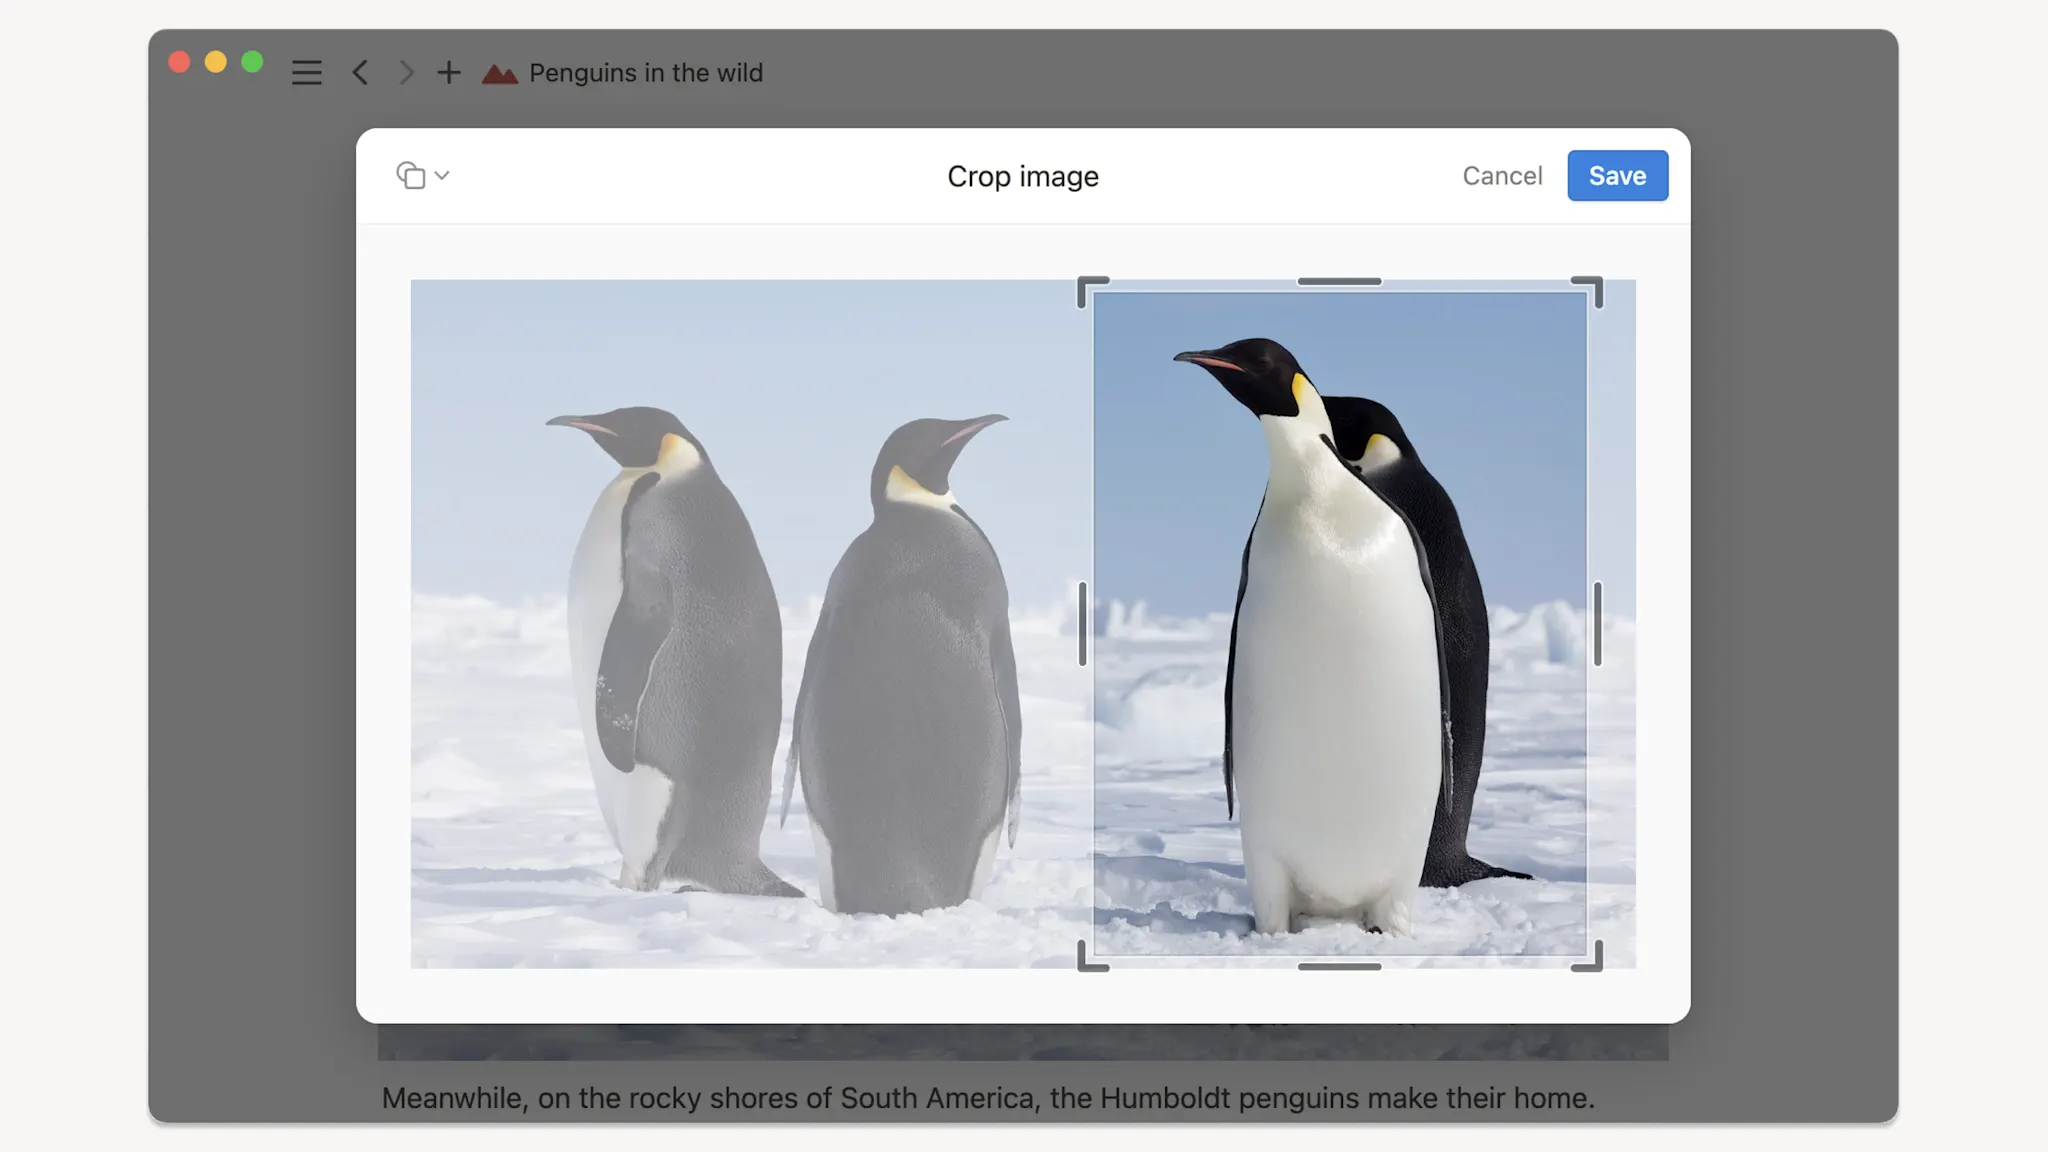 Penguins in the wild
Crop image
Cancel
Save
Meanwhile, on the rocky shores of South America, the Humboldt penguins make their home.